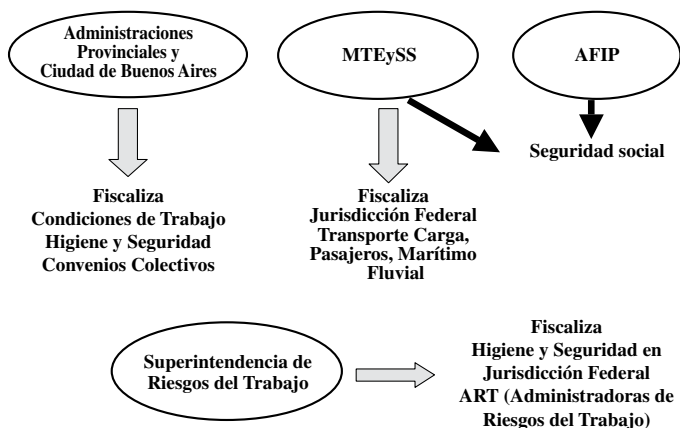 Administraciones
Provinciales y
Ciudad de Buenos Aires
MTEySS
AFIP
Seguridad social
Fiscaliza
Condiciones de Trabajo
Higiene y Seguridad
Convenios Colectivos
Fiscaliza
Jurisdicción Federal
Transporte Carga,
Pasajeros, Marítimo
Fluvial
Superintendencia de
Riesgos del Trabajo
Fiscaliza
Higiene y Seguridad en
Jurisdicción Federal
ART (Administradoras de
Riesgos del Trabajo)